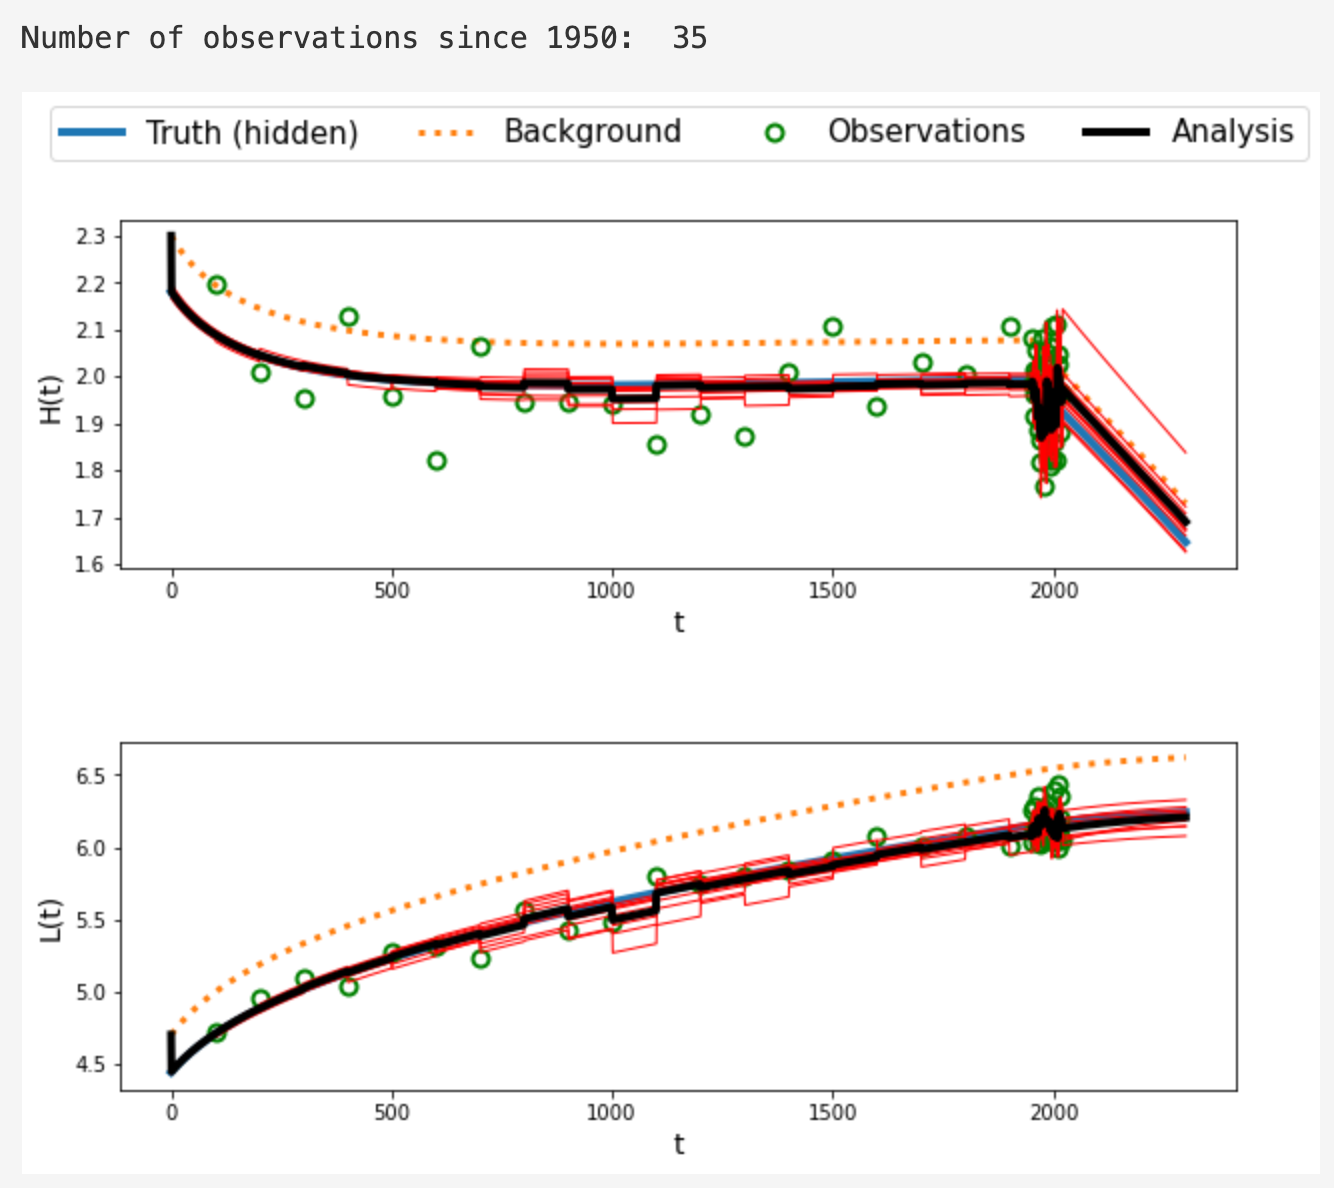 Number of observations since 1950:  35
Truth (hidden) Background Observations Analysis
2.3
2.2
2.1
2.0
1.9
1.8
1.7
1.6
H(t)
0 500 1000 1500 2000
t
6.5
6.0
5.5
5.0
4.5
L(t)
0 500 1000 1500 2000
t